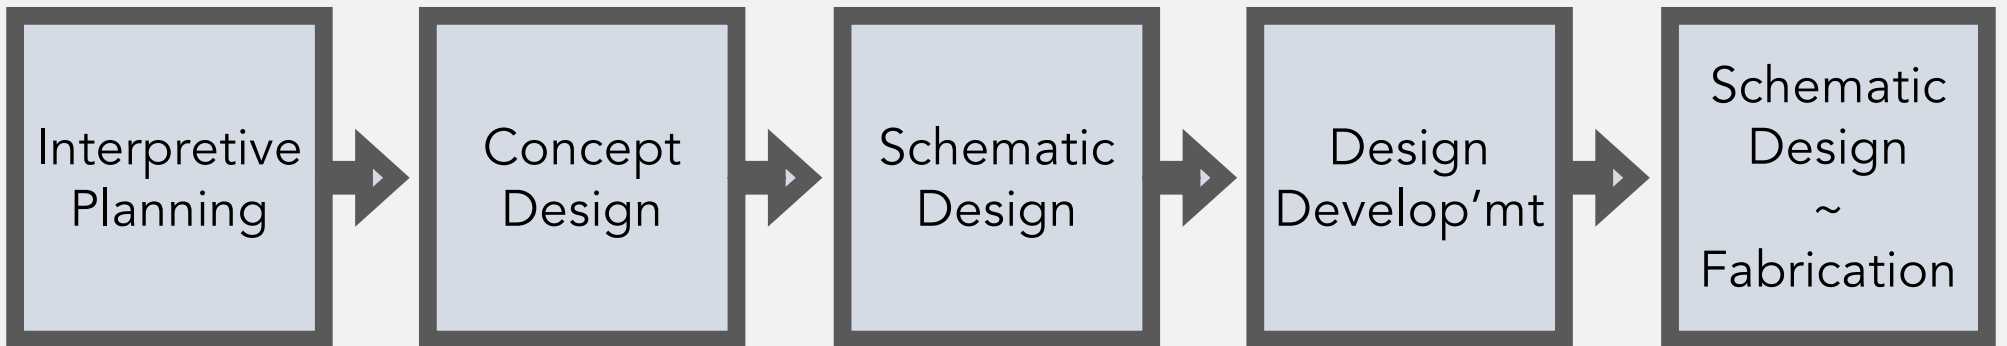 Interpretive
Planning
Concept
Design
Schematic
Design
Design
Develop’mt
Schematic
Design
~
Fabrication